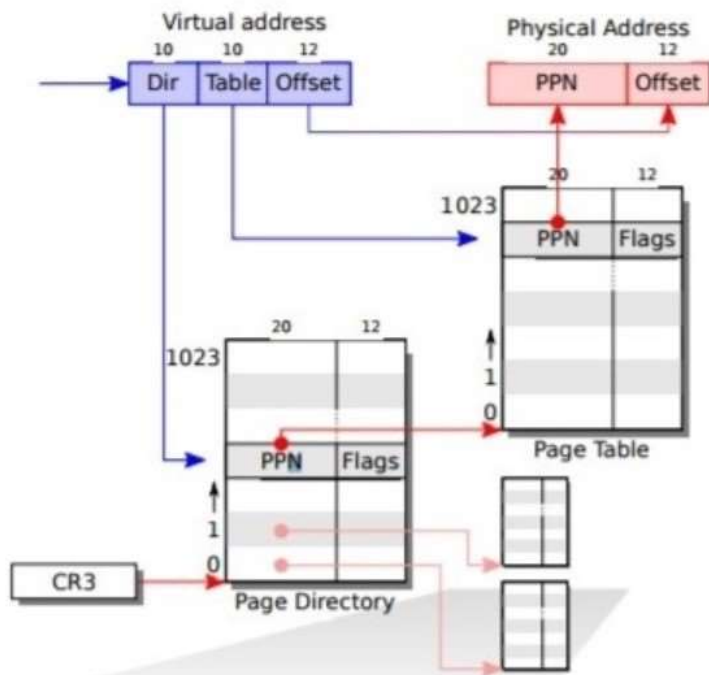 Virtual address
10 10 12
Dir Table Offset
Physical Address
20 12
PPN Offset
20 12
1023
PPN Flags
1
0
Page Table
20 12
1023
PPN Flags
1
0
Page Directory
CR3